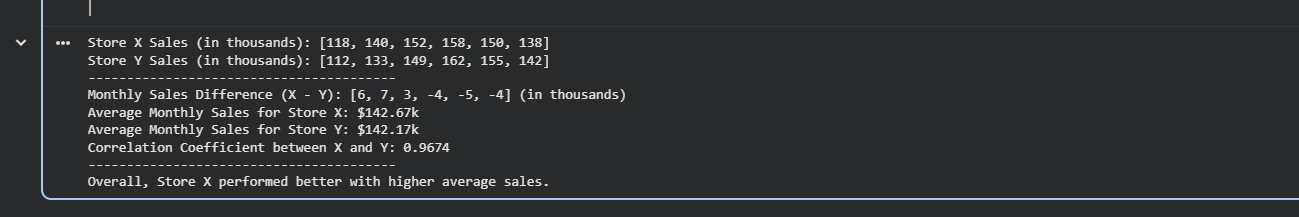 Store X Sales (in thousands): [118, 140, 152, 158, 150, 138]
Store Y Sales (in thousands): [112, 133, 149, 162, 155, 142]
----------------------------------------
Monthly Sales Difference (X - Y): [6, 7, 3, -4, -5, -4] (in thousands)
Average Monthly Sales for Store X: $142.67k
Average Monthly Sales for Store Y: $142.17k
Correlation Coefficient between X and Y: 0.9674
----------------------------------------
Overall, Store X performed better with higher average sales.